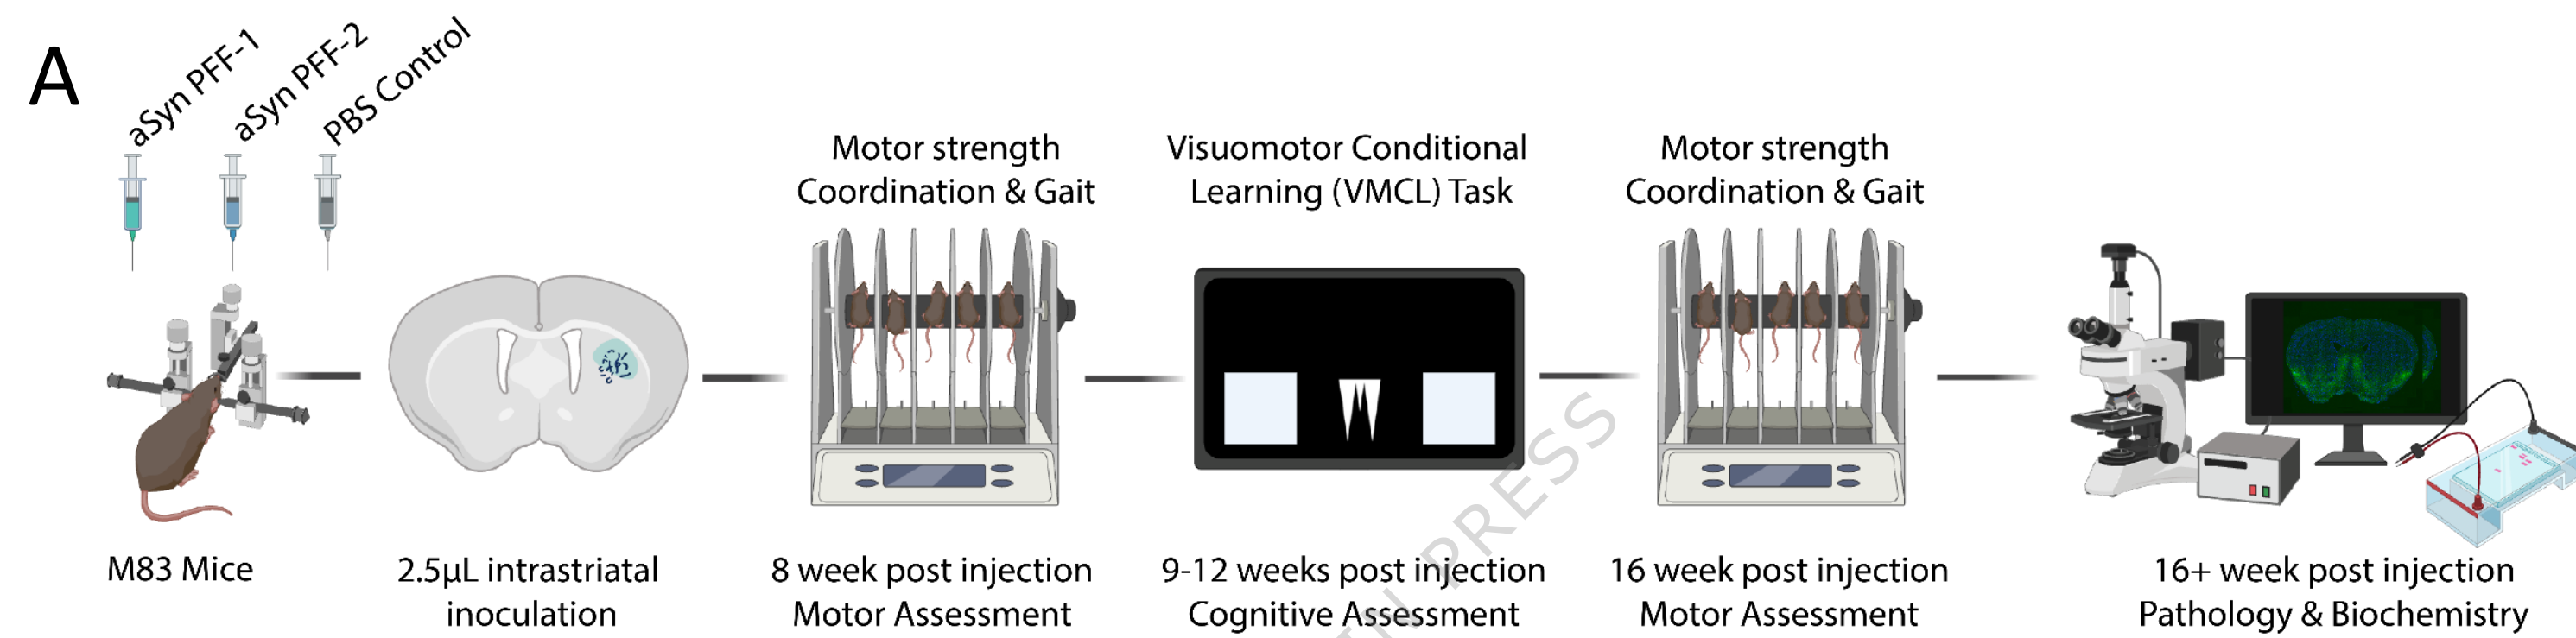 A
aSyn PFF-1
aSyn PFF-2
PBS Control
Motor strength
Coordination & Gait
Visuomotor Conditional
Learning (VMCL) Task
Motor strength
Coordination & Gait
M83 Mice
2.5µL intrastriatal
inoculation
8 week post injection
Motor Assessment
9-12 weeks post injection
Cognitive Assessment
16 week post injection
Motor Assessment
16+ week post injection
Pathology & Biochemistry
IN PRESS